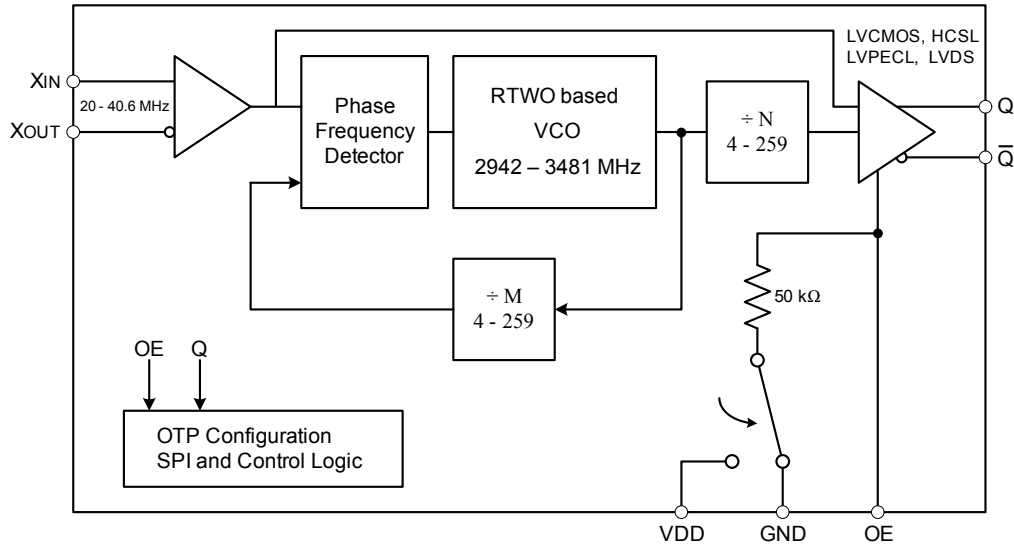 LVCMOS, HCSL
LVPECL, LVDS
XIN
20 - 40.6 MHz
XOUT
Phase
Frequency
Detector
RTWO based
VCO
2942 – 3481 MHz
÷ N
4 - 259
Q
Q̅
÷ M
4 - 259
50 kΩ
OE Q
OTP Configuration
SPI and Control Logic
VDD GND OE